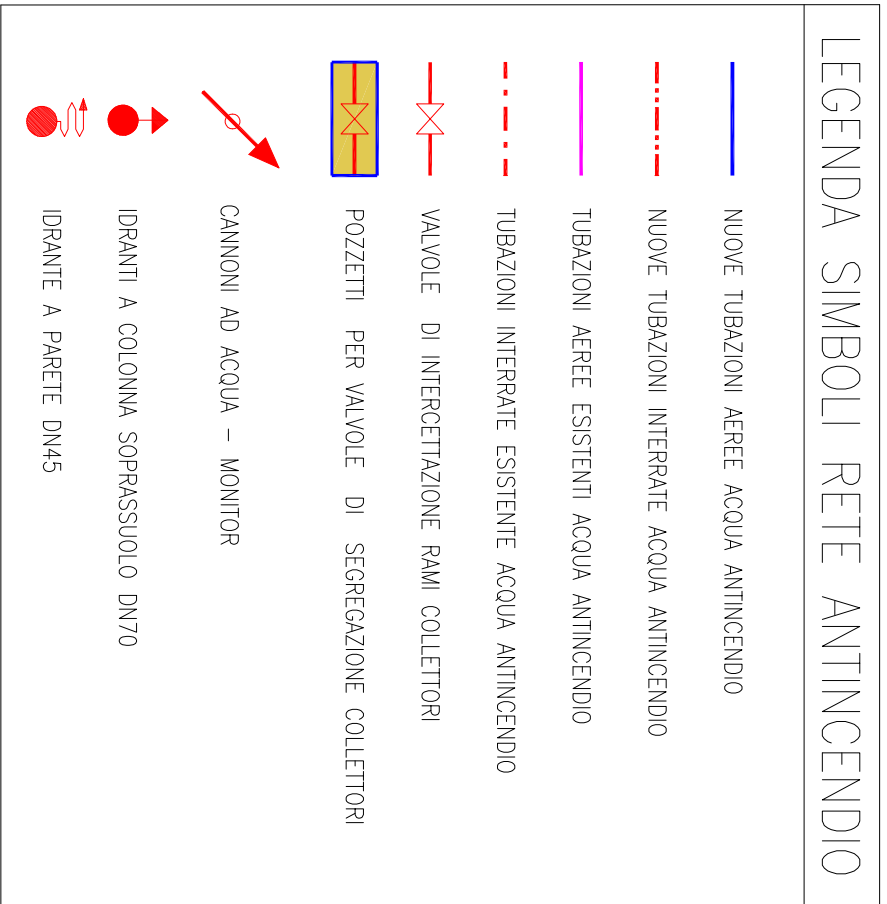 LEGENDA SIMBOLI RETE ANTINCENDIO
NUOVE TUBAZIONI AEREE ACQUA ANTINCENDIO
NUOVE TUBAZIONI INTERRATE ACQUA ANTINCENDIO
TUBAZIONI AEREE ESISTENTI ACQUA ANTINCENDIO
TUBAZIONI INTERRATE ESISTENTE ACQUA ANTINCENDIO
VALVOLE DI INTERCETTAZIONE RAMI COLLETTORI
POZZETTI PER VALVOLE DI SEGREGAZIONE COLLETTORI
CANNONI AD ACQUA - MONITOR
IDRANTI A COLONNA SOPRASSUOLO DN70
IDRANTE A PARETE DN45